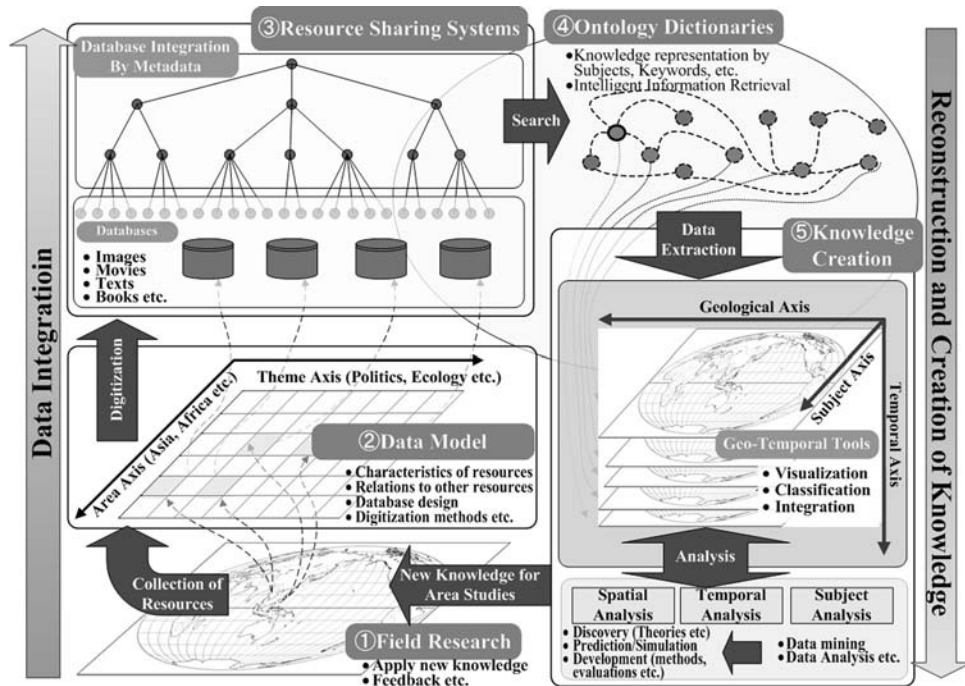 ③Resource Sharing Systems
Database Integration
By Metadata
Databases
• Images
• Movies
• Texts
• Books etc.
Search
④Ontology Dictionaries
•Knowledge representation by
Subjects, Keywords, etc.
•Intelligent Information Retrieval
Data
Extraction
⑤Knowledge
Creation
Geological Axis
Subject Axis
Temporal Axis
Geo-Temporal Tools
• Visualization
• Classification
• Integration
Analysis
Spatial
Analysis
Temporal
Analysis
Subject
Analysis
• Discovery (Theories etc)
• Prediction/Simulation
• Development (methods,
evaluations etc.)
• Data mining
• Data Analysis etc.
Digitization
Theme Axis (Politics, Ecology etc.)
Area Axis (Asia, Africa etc.)
②Data Model
• Characteristics of resources
• Relations to other resources
• Database design
• Digitization methods etc.
Collection of
Resources
New Knowledge for
Area Studies
①Field Research
• Apply new knowledge
• Feedback etc.
Data Integratioin
Reconstruction and Creation of Knowledge